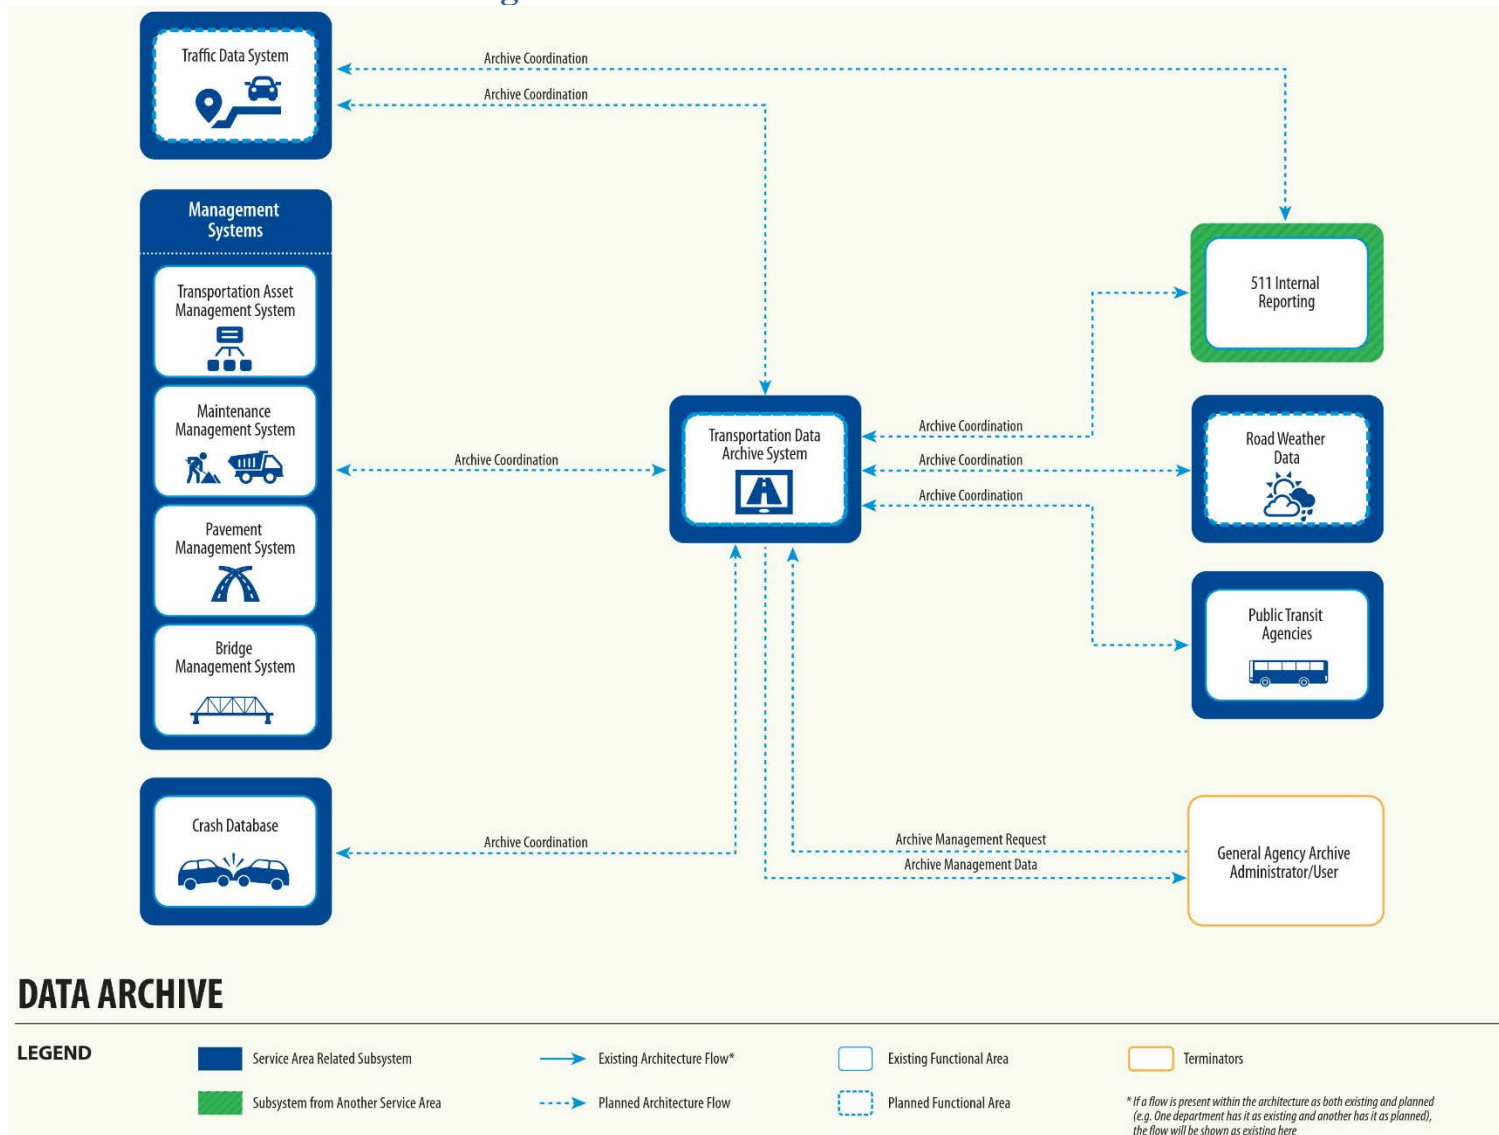 Traffic Data System
Archive Coordination
Archive Coordination
Management
Systems
Transportation Asset
Management System
Maintenance
Management System
Pavement
Management System
Bridge
Management System
Archive Coordination
Transportation Data
Archive System
511 Internal
Reporting
Archive Coordination
Archive Coordination
Archive Coordination
Road Weather
Data
Public Transit
Agencies
Crash Database
Archive Coordination
Archive Management Request
Archive Management Data
General Agency Archive
Administrator/User
DATA ARCHIVE
LEGEND
Service Area Related Subsystem
Existing Architecture Flow*
Existing Functional Area
Terminators
Subsystem from Another Service Area
Planned Architecture Flow
Planned Functional Area
* If a flow is present within the architecture as both existing and planned
(e.g. One department has it as existing and another has it as planned),
the flow will be shown as existing here